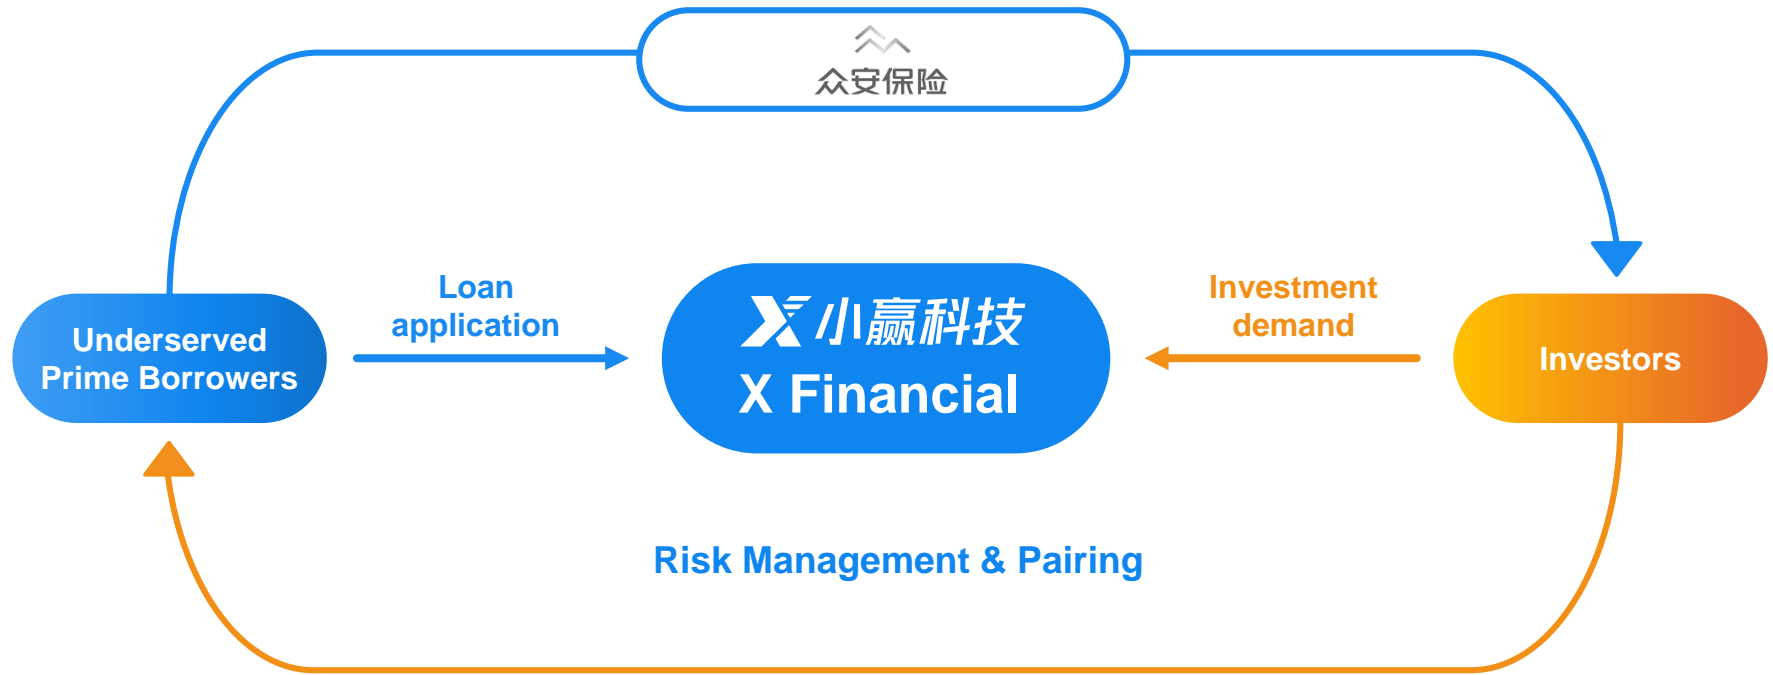 众安保险
Loan
application
Investment
demand
Underserved
Prime Borrowers
小赢科技
X Financial
Investors
Risk Management & Pairing